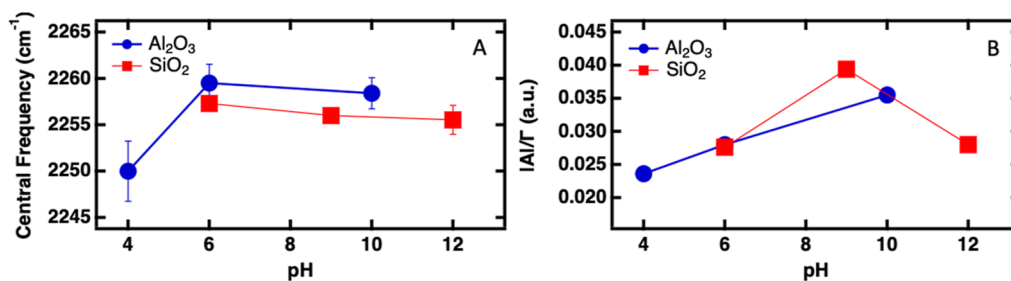 A
Al₂O₃
SiO₂
Central Frequency (cm⁻¹)
2265
2260
2255
2250
2245
4 6 8 10 12
pH
B
Al₂O₃
SiO₂
IAI/Γ (a.u.)
0.045
0.040
0.035
0.030
0.025
0.020
4 6 8 10 12
pH